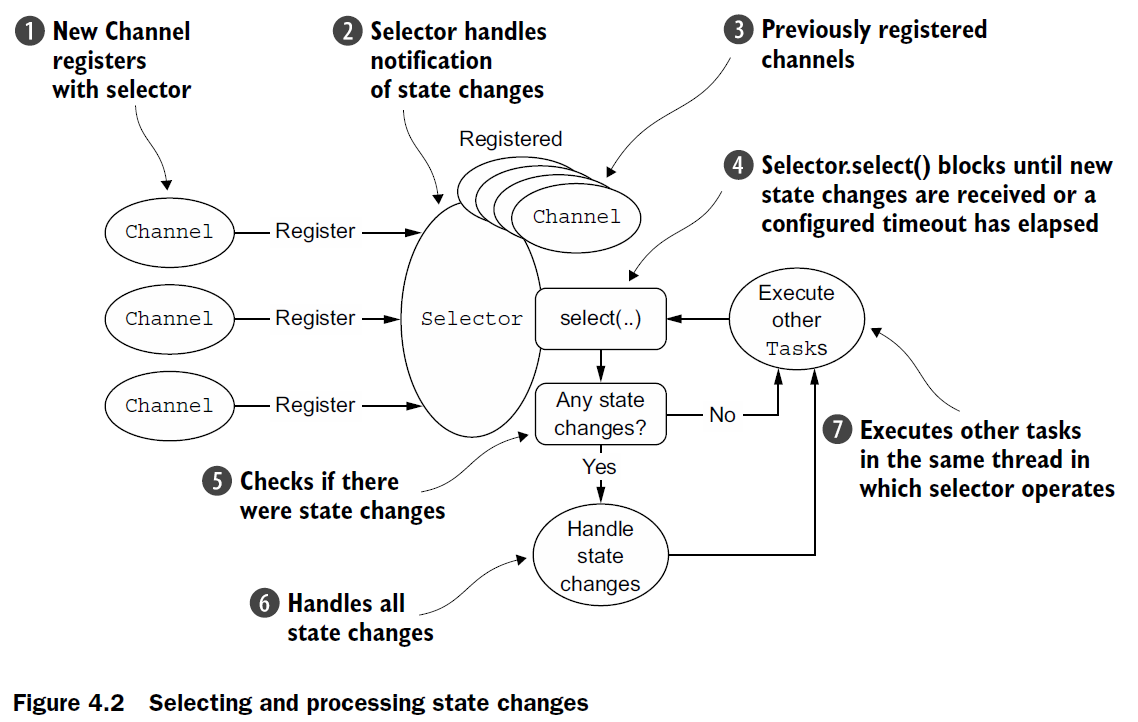 1 New Channel
registers
with selector
2 Selector handles
notification
of state changes
3 Previously registered
channels
Registered
4 Selector.select() blocks until new
state changes are received or a
configured timeout has elapsed
Channel
Channel
Register
Channel
Register
Selector
select(..)
Execute
other
Tasks
Channel
Register
Any state
changes?
No
7 Executes other tasks
in the same thread in
which selector operates
5 Checks if there
were state changes
Yes
Handle
state
changes
6 Handles all
state changes
Figure 4.2 Selecting and processing state changes